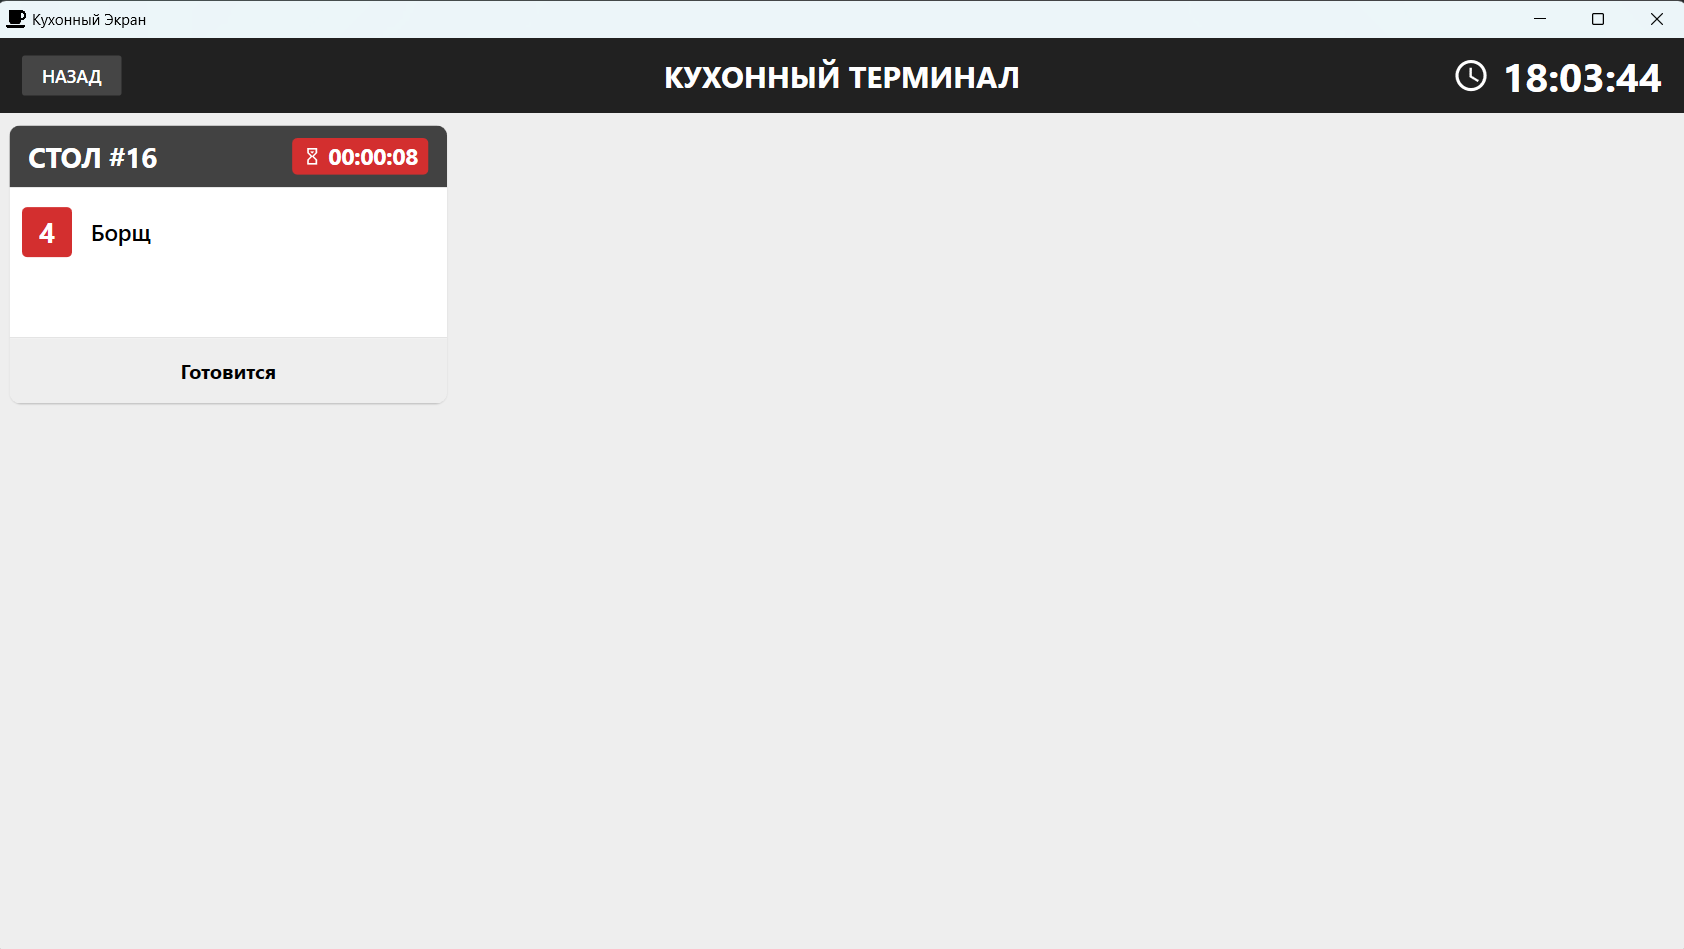 Кухонный Экран
НАЗАД
КУХОННЫЙ ТЕРМИНАЛ
18:03:44
СТОЛ #16
00:00:08
4 Борщ
Готовится